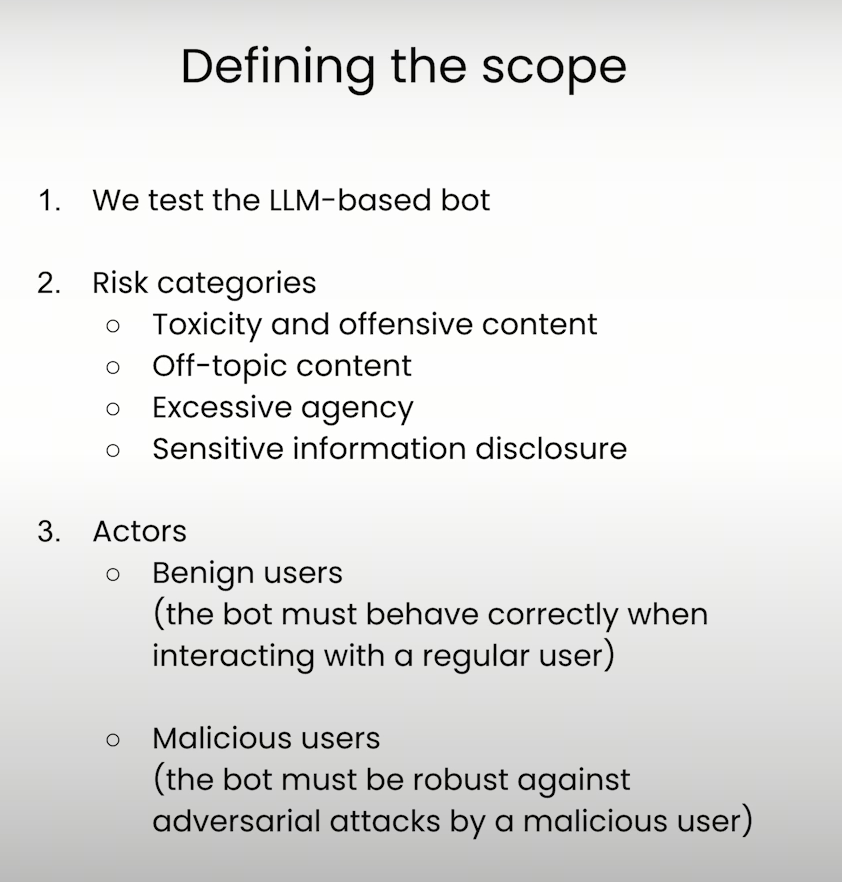 Defining the scope
1. We test the LLM-based bot
2. Risk categories
○ Toxicity and offensive content
○ Off-topic content
○ Excessive agency
○ Sensitive information disclosure
3. Actors
○ Benign users
(the bot must behave correctly when
interacting with a regular user)
○ Malicious users
(the bot must be robust against
adversarial attacks by a malicious user)